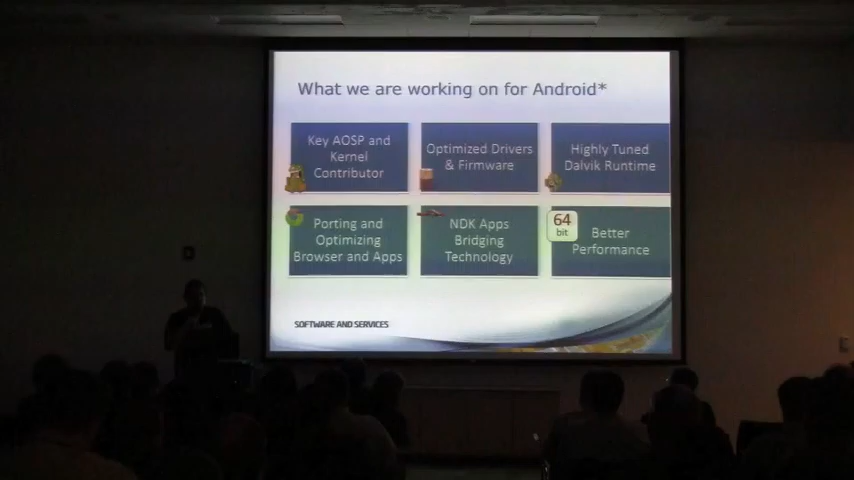 What we are working on for Android*
Key AOSP and
Kernel
Contributor
Optimized Drivers
& Firmware
Highly Tuned
Dalvik Runtime
Porting and
Optimizing
Browser and Apps
NDK Apps
Bridging
Technology
64
bit
Better
Performance
SOFTWARE AND SERVICES